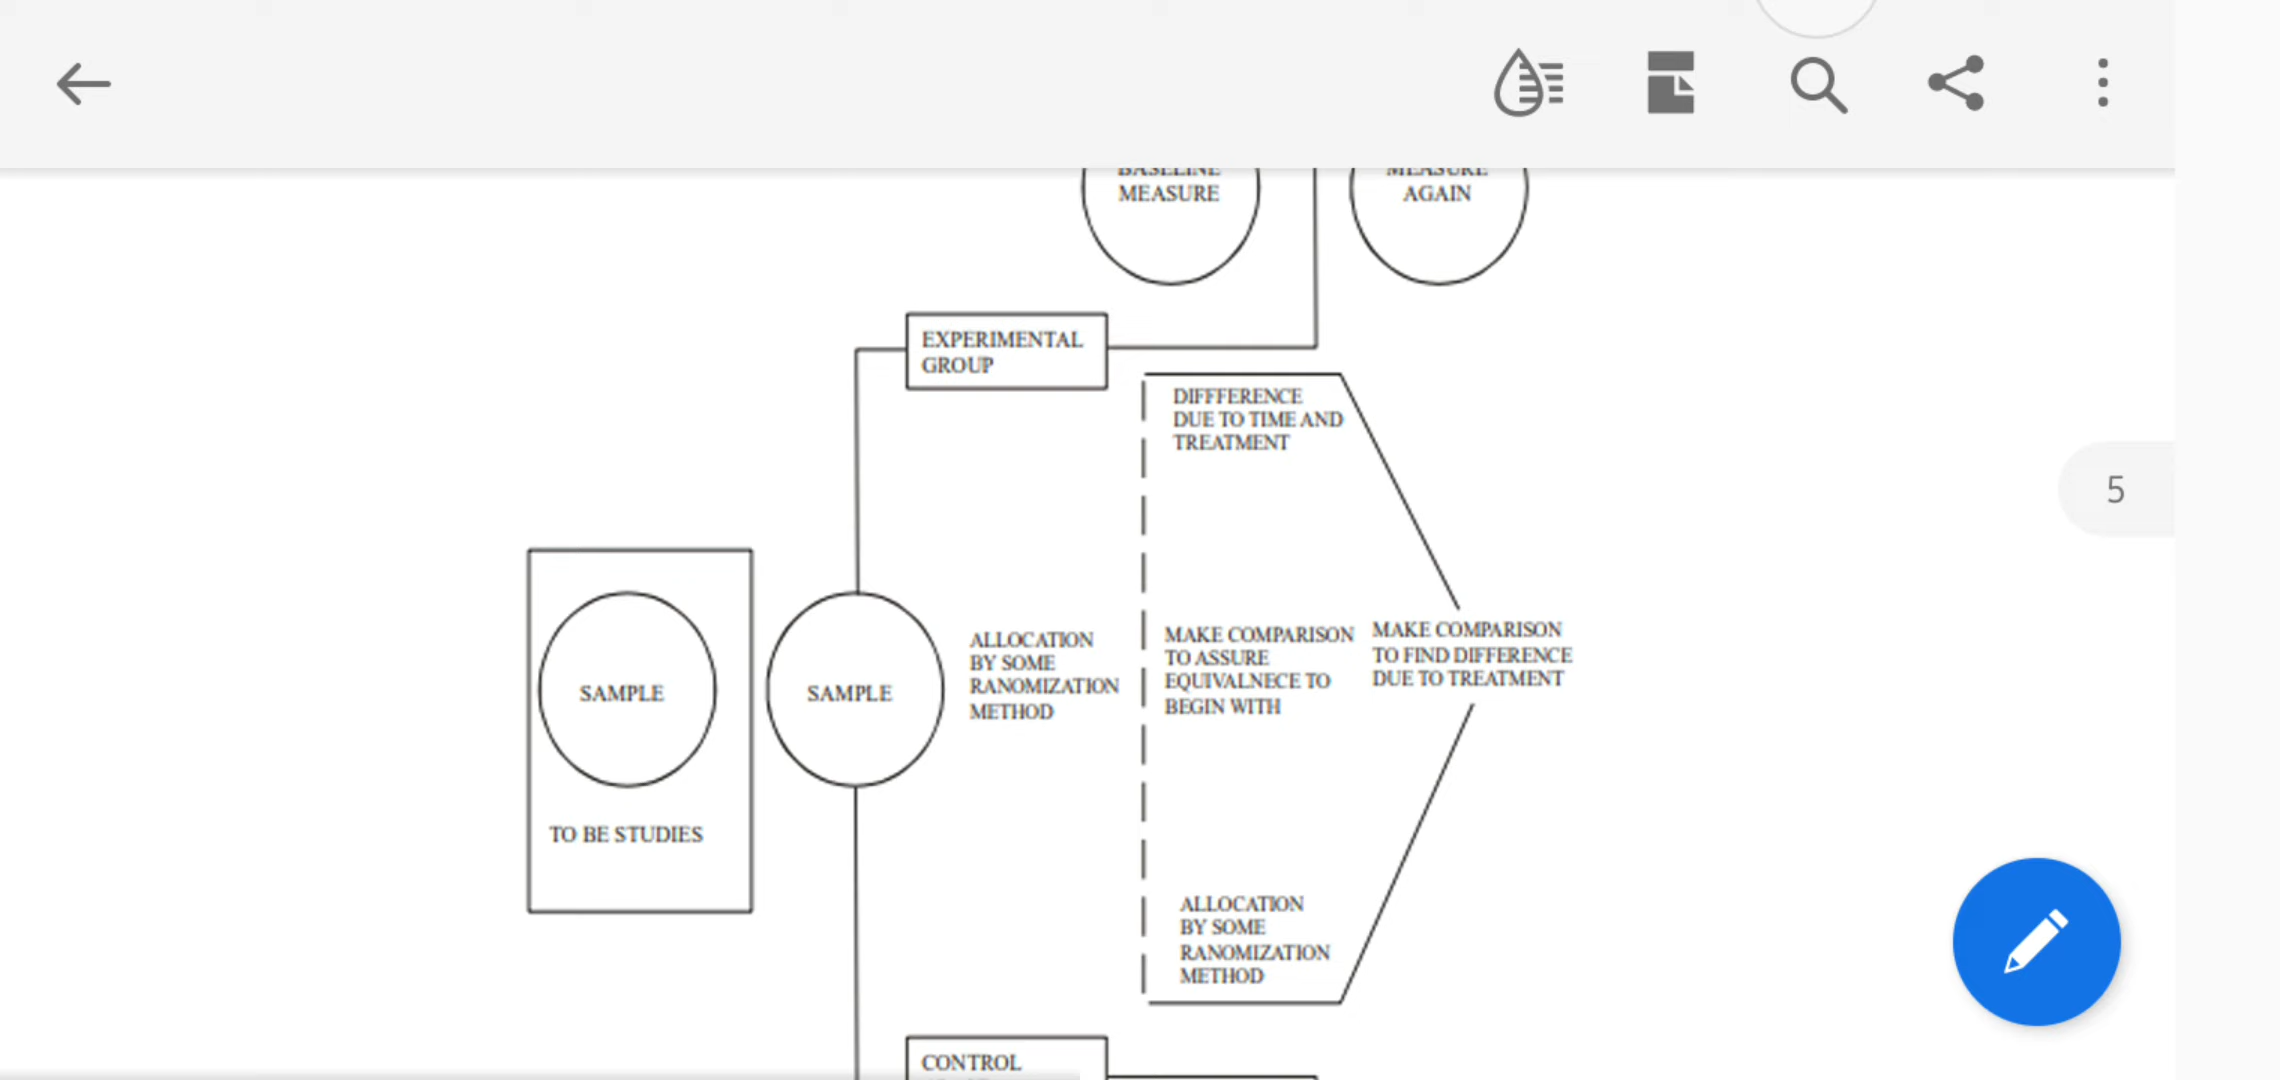 BASELINE
MEASURE
MEASURE
AGAIN
EXPERIMENTAL
GROUP
DIFFFERENCE
DUE TO TIME AND
TREATMENT
5
SAMPLE
TO BE STUDIES
SAMPLE
ALLOCATION
BY SOME
RANOMIZATION
METHOD
MAKE COMPARISON
TO ASSURE
EQUIVALNECE TO
BEGIN WITH
MAKE COMPARISON
TO FIND DIFFERENCE
DUE TO TREATMENT
ALLOCATION
BY SOME
RANOMIZATION
METHOD
CONTROL